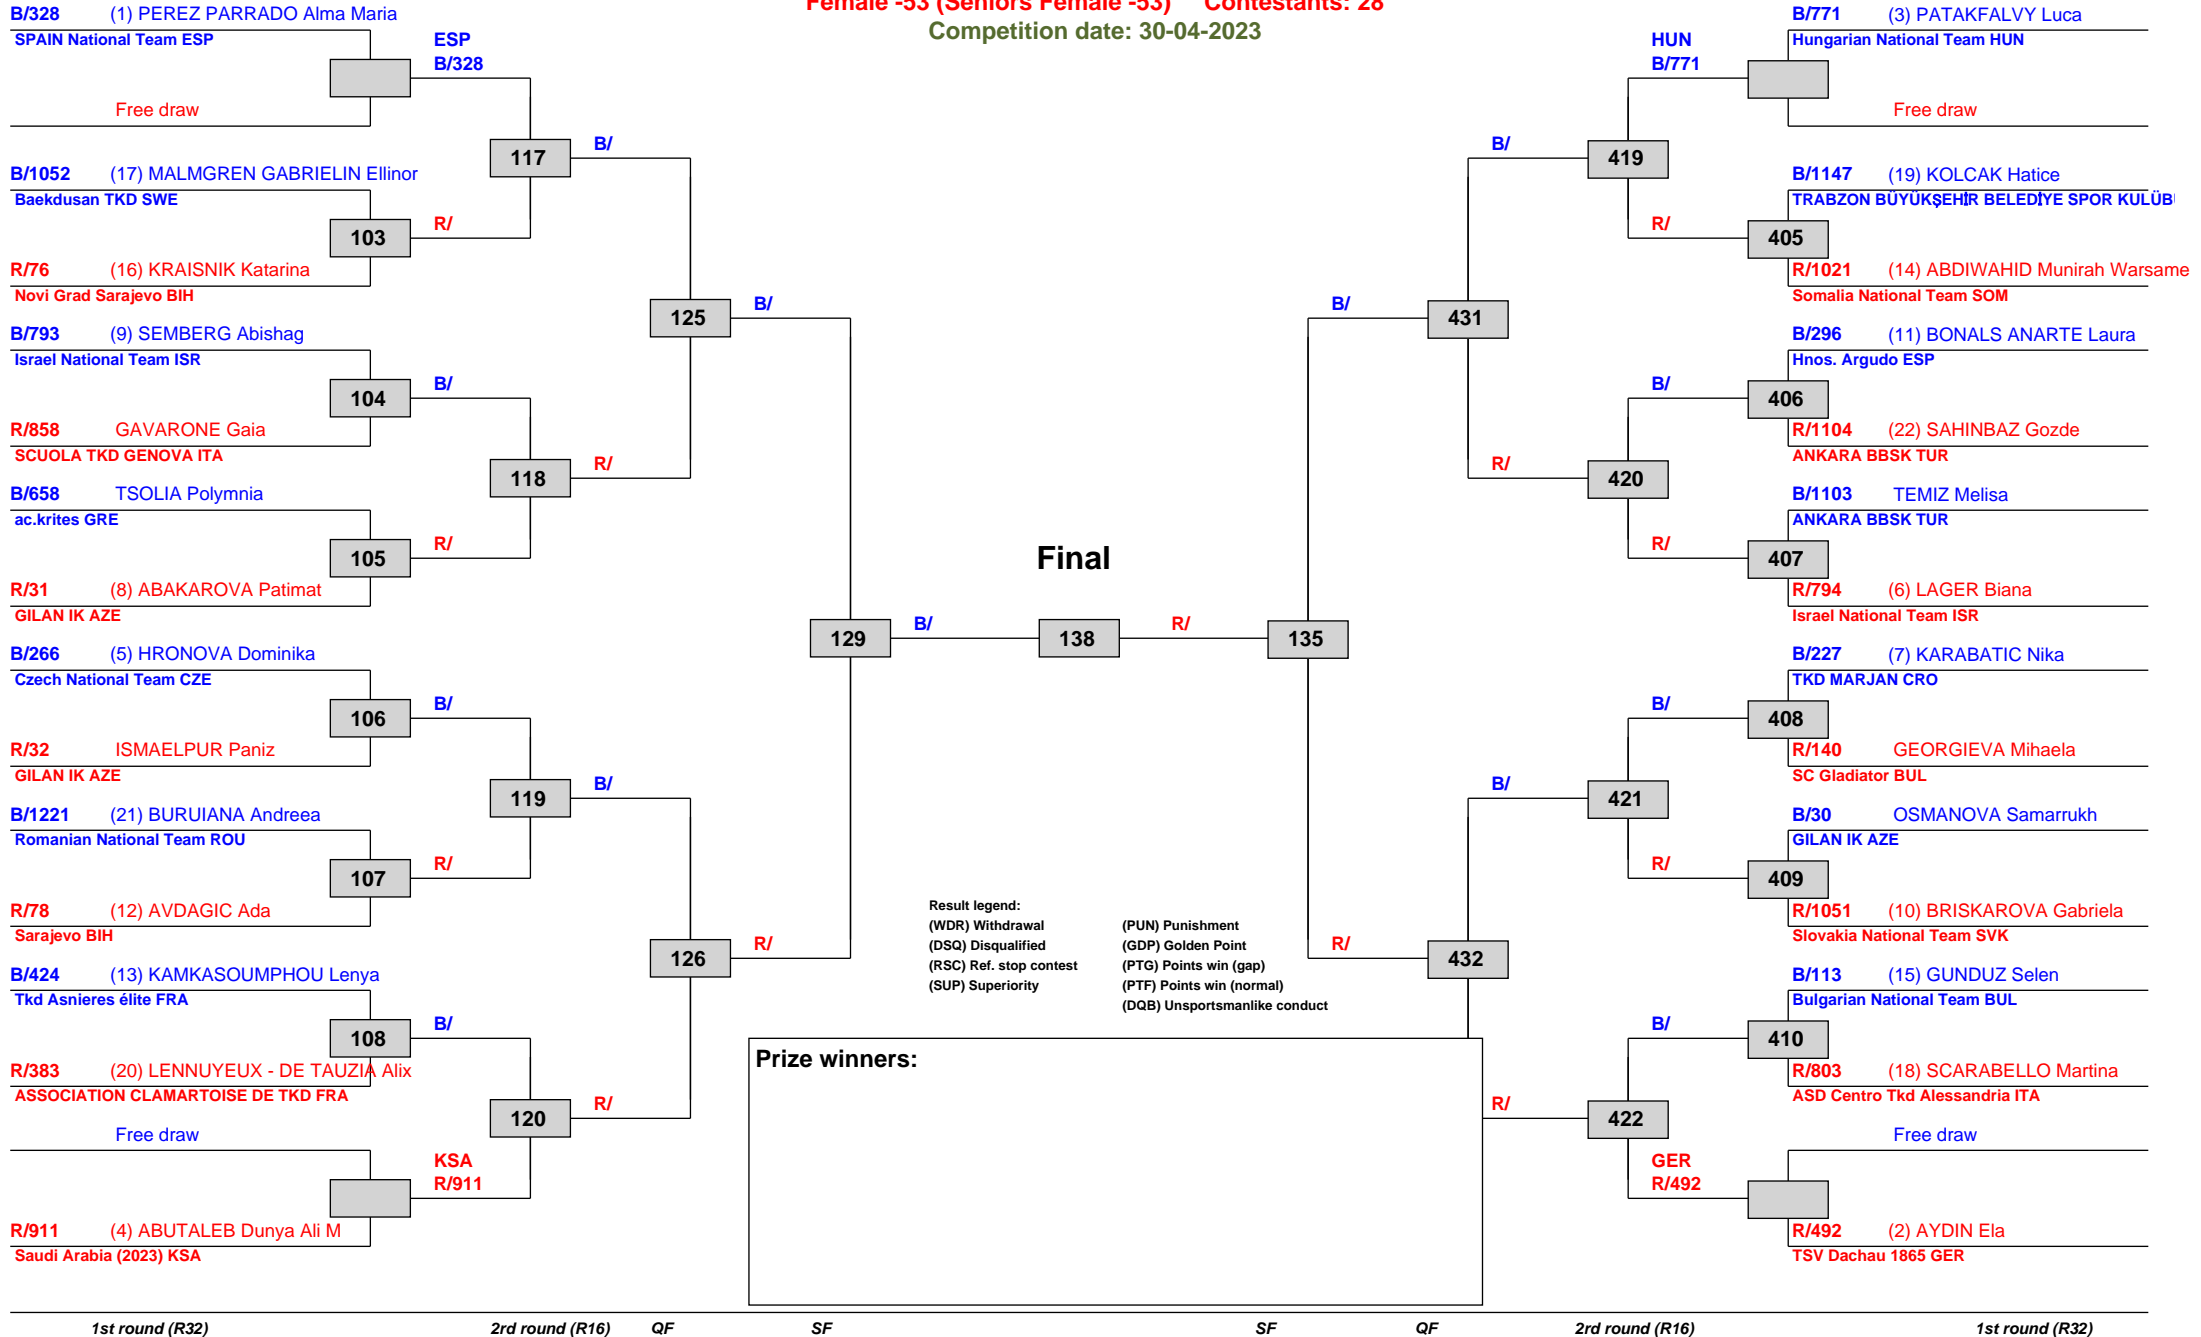 Female -53 (Seniors Female -53) Contestants: 28
Competition date: 30-04-2023
B/328 (1) PEREZ PARRADO Alma Maria
SPAIN National Team ESP
Free draw
ESP
B/328
B/1052 (17) MALMGREN GABRIELIN Ellinor
Baekdusan TKD SWE
103
R/76 (16) KRAISNIK Katarina
Novi Grad Sarajevo BIH
R/
117
B/
B/793 (9) SEMBERG Abishag
Israel National Team ISR
104
R/858 GAVARONE Gaia
SCUOLA TKD GENOVA ITA
B/
B/658 TSOLIA Polymnia
ac.krites GRE
105
R/31 (8) ABAKAROVA Patimat
GILAN IK AZE
R/
118
R/
125
B/
B/266 (5) HRONOVA Dominika
Czech National Team CZE
106
R/32 ISMAELPUR Paniz
GILAN IK AZE
B/
B/1221 (21) BURUIANA Andreea
Romanian National Team ROU
107
R/78 (12) AVDAGIC Ada
Sarajevo BIH
R/
119
B/
B/424 (13) KAMKASOUMPHOU Lenya
Tkd Asnieres élite FRA
108
R/383 (20) LENNUYEUX - DE TAUZIA Alix
ASSOCIATION CLAMARTOISE DE TKD FRA
B/
Free draw
R/911 (4) ABUTALEB Dunya Ali M
Saudi Arabia (2023) KSA
KSA
R/911
120
R/
126
R/
129
B/
Final
138
R/
135
B/771 (3) PATAKFALVY Luca
Hungarian National Team HUN
Free draw
HUN
B/771
B/1147 (19) KOLCAK Hatice
TRABZON BÜYÜKŞEHİR BELEDİYE SPOR KULÜB
405
R/1021 (14) ABDIWAHID Munirah Warsame
Somalia National Team SOM
R/
419
B/
B/296 (11) BONALS ANARTE Laura
Hnos. Argudo ESP
406
R/1104 (22) SAHINBAZ Gozde
ANKARA BBSK TUR
B/
B/1103 TEMIZ Melisa
ANKARA BBSK TUR
407
R/794 (6) LAGER Biana
Israel National Team ISR
R/
420
R/
431
B/
B/227 (7) KARABATIC Nika
TKD MARJAN CRO
408
R/140 GEORGIEVA Mihaela
SC Gladiator BUL
B/
B/30 OSMANOVA Samarrukh
GILAN IK AZE
409
R/1051 (10) BRISKAROVA Gabriela
Slovakia National Team SVK
R/
421
B/
B/113 (15) GUNDUZ Selen
Bulgarian National Team BUL
410
R/803 (18) SCARABELLO Martina
ASD Centro Tkd Alessandria ITA
B/
Free draw
R/492 (2) AYDIN Ela
TSV Dachau 1865 GER
GER
R/492
422
R/
432
R/
Result legend:
(WDR) Withdrawal (PUN) Punishment
(DSQ) Disqualified (GDP) Golden Point
(RSC) Ref. stop contest (PTG) Points win (gap)
(SUP) Superiority (PTF) Points win (normal)
(DQB) Unsportsmanlike conduct
Prize winners:
1st round (R32) 2rd round (R16) QF SF SF QF 2rd round (R16) 1st round (R32)